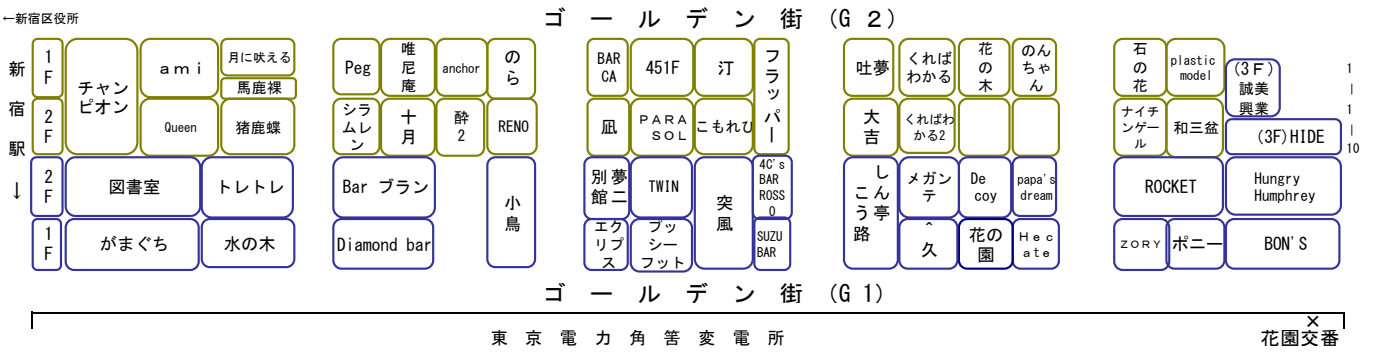 ←新宿区役所
ゴールデン街 (G 2)
新宿駅↓
1F
2F
2F
1F
チャンピオン
ami
月に吠える
馬鹿裸
Queen
猪鹿蝶
図書室
トレトレ
がまぐち
水の木
Peg
唯尼庵
anchor
のら
シラムレン
十月
酔2
RENO
Bar ブラン
小鳥
Diamond bar
BAR CA
451F
汀
フラッパー
凪
PARA SOL
こもれび
別館 夢二
TWIN
突風
4C's BAR ROSSO
エクリプス
プッシーフット
SUZU BAR
吐夢
くればわかる
花の木
のんちゃん
大吉
くればわかる2
しん亭
こう路
メガンテ
De coy
papa's dream
^
久
花の園
Hecate
石の花
plastic model
(3F) 誠美興業
ナイチンゲール
和三盆
(3F)HIDE
ROCKET
Hungry Humphrey
ZORY
ポニー
BON'S
1|1|10
ゴールデン街 (G 1)
東京電力角筈変電所
×
花園交番